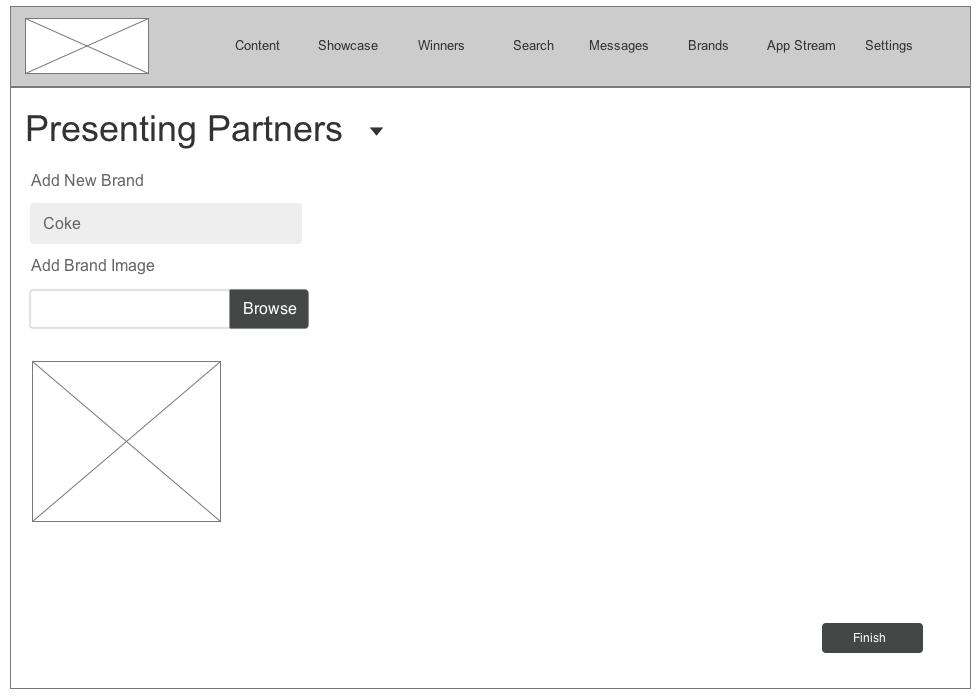 Content Showcase Winners Search Messages Brands App Stream Settings
Presenting Partners
Add New Brand
Coke
Add Brand Image
Browse
Finish